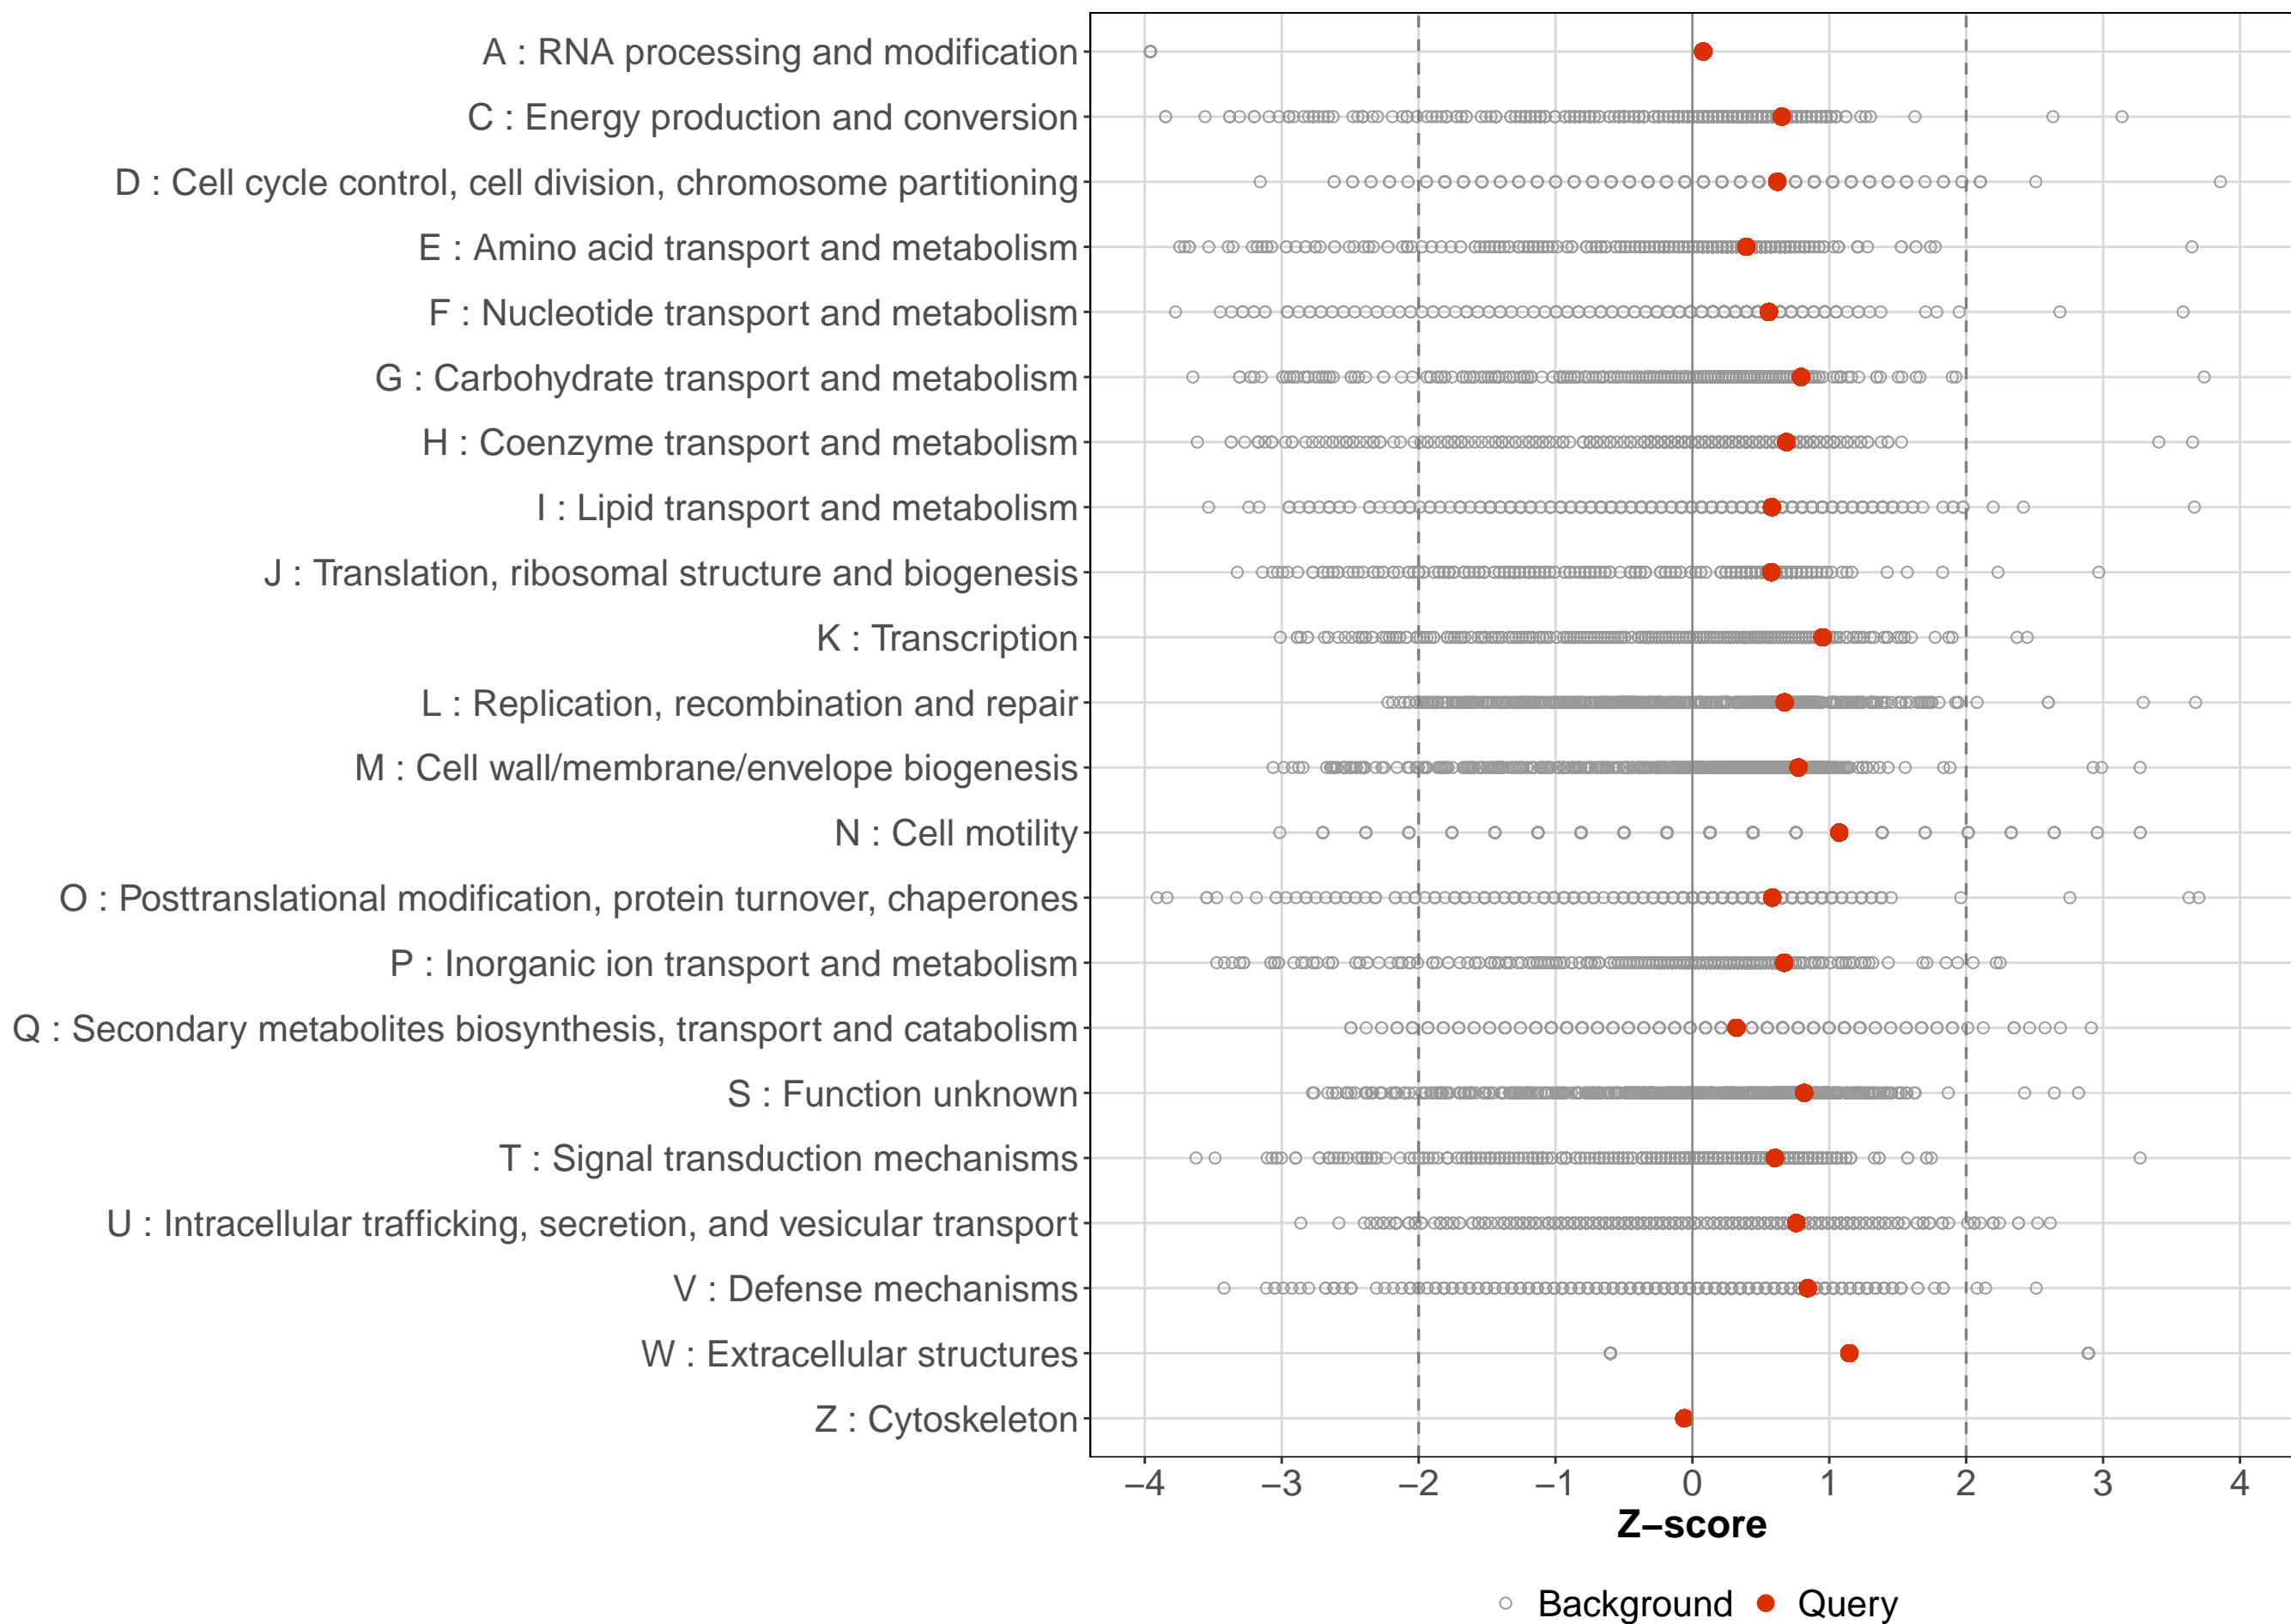 A : RNA processing and modification
C : Energy production and conversion
D : Cell cycle control, cell division, chromosome partitioning
E : Amino acid transport and metabolism
F : Nucleotide transport and metabolism
G : Carbohydrate transport and metabolism
H : Coenzyme transport and metabolism
I : Lipid transport and metabolism
J : Translation, ribosomal structure and biogenesis
K : Transcription
L : Replication, recombination and repair
M : Cell wall/membrane/envelope biogenesis
N : Cell motility
O : Posttranslational modification, protein turnover, chaperones
P : Inorganic ion transport and metabolism
Q : Secondary metabolites biosynthesis, transport and catabolism
S : Function unknown
T : Signal transduction mechanisms
U : Intracellular trafficking, secretion, and vesicular transport
V : Defense mechanisms
W : Extracellular structures
Z : Cytoskeleton
−4 −3 −2 −1 0 1 2 3 4
Z−score
Background Query